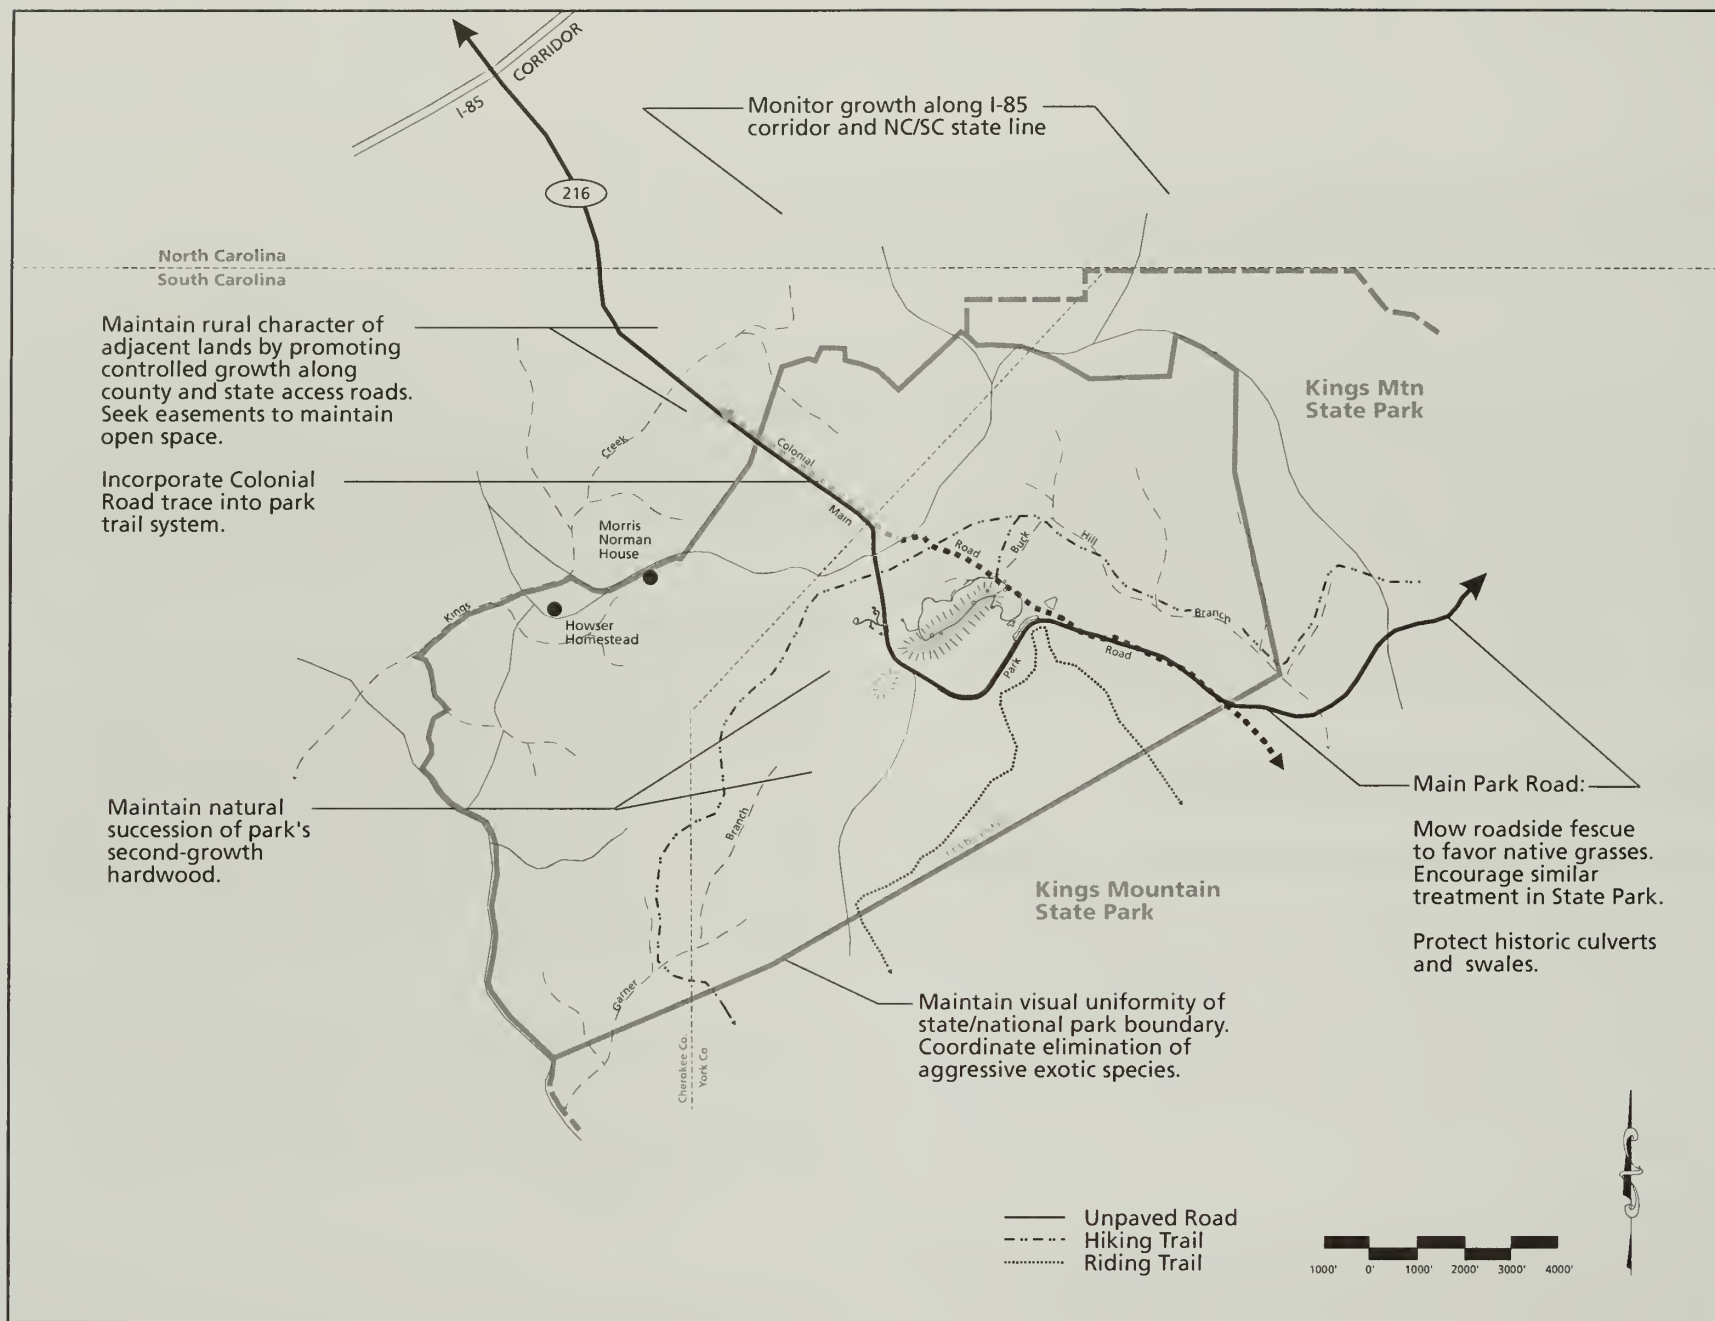 I-85 CORRIDOR
Monitor growth along I-85
corridor and NC/SC state line
216
North Carolina
South Carolina
Maintain rural character of
adjacent lands by promoting
controlled growth along
county and state access roads.
Seek easements to maintain
open space.
Kings Mtn
State Park
Creek
Colonial
Incorporate Colonial
Road trace into park
trail system.
Main
Morris
Norman
House
Road
Buck
Hill
Kings
Howser
Homestead
Branch
Park
Road
Main Park Road:
Maintain natural
succession of park's
second-growth
hardwood.
Branch
Mow roadside fescue
to favor native grasses.
Encourage similar
treatment in State Park.
Kings Mountain
State Park
Protect historic culverts
and swales.
Garner
Maintain visual uniformity of
state/national park boundary.
Coordinate elimination of
aggressive exotic species.
Cherokee Co.
York Co
Unpaved Road
Hiking Trail
Riding Trail
1000' 0' 1000' 2000' 3000' 4000'